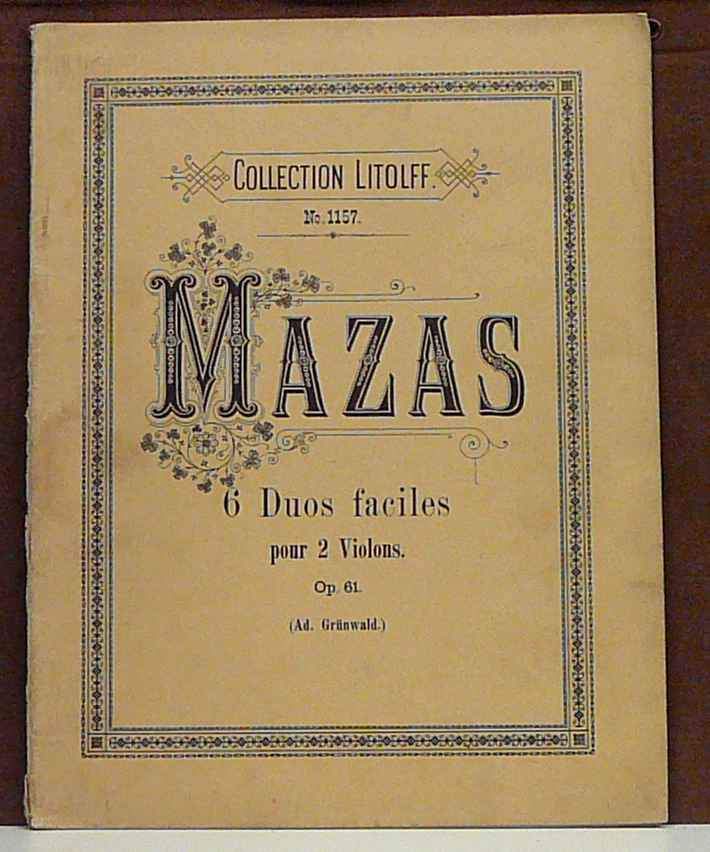 COLLECTION LITOLFF.
No. 1157.
MAZAS
6 Duos faciles
pour 2 Violons.
Op. 61.
(Ad. Grünwald.)